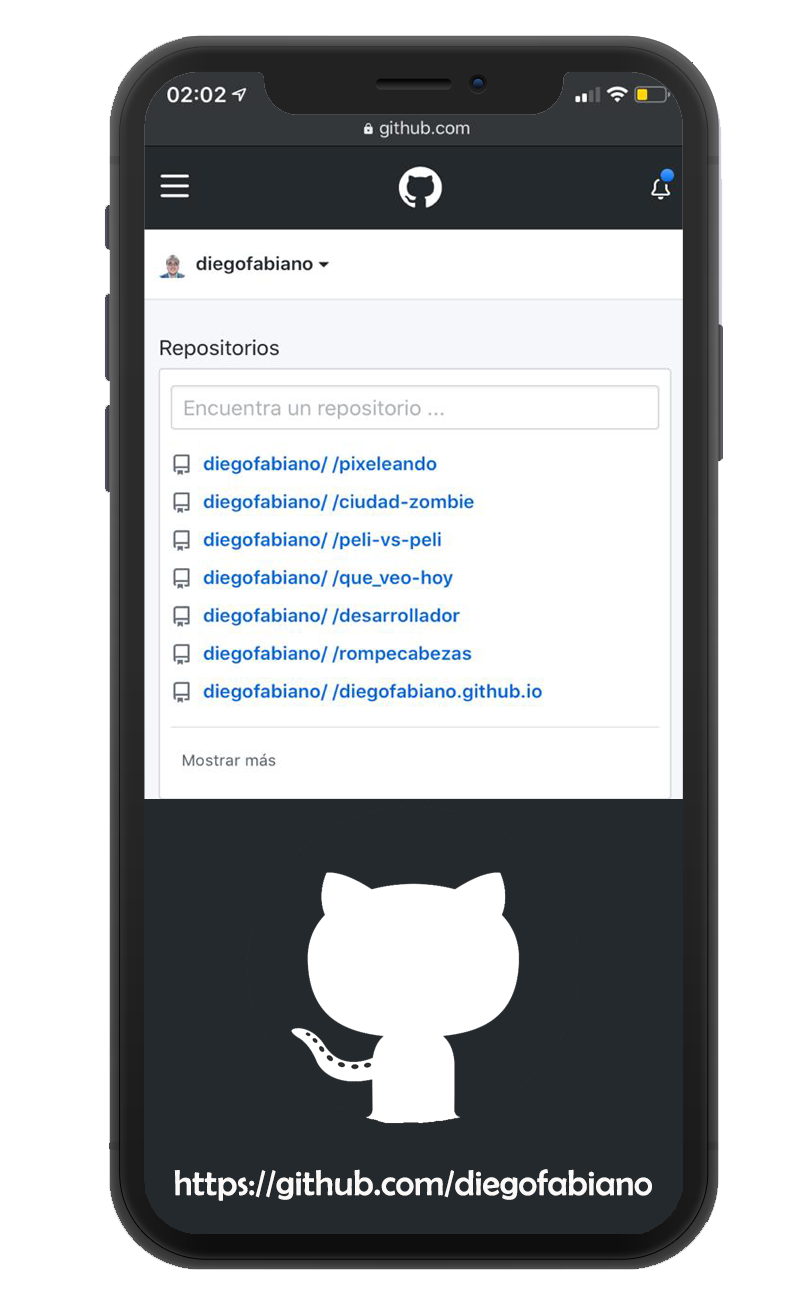 02:02
github.com
diegofabiano
Repositorios
Encuentra un repositorio ...
diegofabiano/ /pixeleando
diegofabiano/ /ciudad-zombie
diegofabiano/ /peli-vs-peli
diegofabiano/ /que_veo-hoy
diegofabiano/ /desarrollador
diegofabiano/ /rompecabezas
diegofabiano/ /diegofabiano.github.io
Mostrar más
https://github.com/diegofabiano